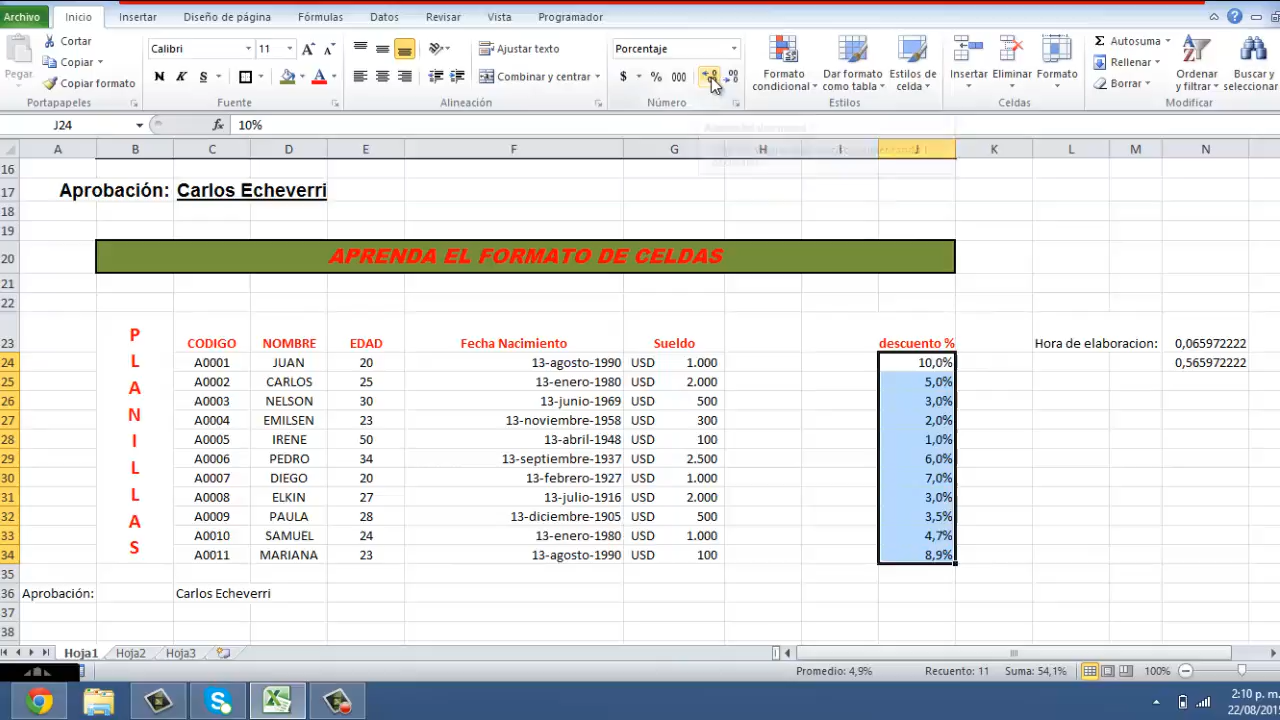 Archivo Inicio Insertar Diseño de página Fórmulas Datos Revisar Vista Programador
Pegar
Cortar
Copiar
Copiar formato
Portapapeles
Calibri 11
N K S
A
Fuente
Ajustar texto
Combinar y centrar
Alineación
Porcentaje
$ % 000
Número
Formato condicional
Dar formato como tabla
Estilos de celda
Estilos
Insertar Eliminar Formato
Celdas
Autosuma
Rellenar
Borrar
Ordenar y filtrar
Buscar y seleccionar
Modificar
J24 fx 10%
A B C D E F G H I J K L M N
16
17 Aprobación: Carlos Echeverri
18
19
20 APRENDA EL FORMATO DE CELDAS
21
22
PLANILLAS
23 CODIGO NOMBRE EDAD Fecha Nacimiento Sueldo descuento % Hora de elaboracion: 0,065972222
24 A0001 JUAN 20 13-agosto-1990 USD 1.000 10,0% 0,565972222
25 A0002 CARLOS 25 13-enero-1980 USD 2.000 5,0%
26 A0003 NELSON 30 13-junio-1969 USD 500 3,0%
27 A0004 EMILSEN 23 13-noviembre-1958 USD 300 2,0%
28 A0005 IRENE 50 13-abril-1948 USD 100 1,0%
29 A0006 PEDRO 34 13-septiembre-1937 USD 2.500 6,0%
30 A0007 DIEGO 20 13-febrero-1927 USD 1.000 7,0%
31 A0008 ELKIN 27 13-julio-1916 USD 2.000 3,0%
32 A0009 PAULA 28 13-diciembre-1905 USD 500 3,5%
33 A0010 SAMUEL 24 13-enero-1980 USD 1.000 4,7%
34 A0011 MARIANA 23 13-agosto-1990 USD 100 8,9%
35
36 Aprobación: Carlos Echeverri
37
38
Hoja1 Hoja2 Hoja3
Promedio: 4,9% Recuento: 11 Suma: 54,1% 100%
2:10 p. m.
22/08/201